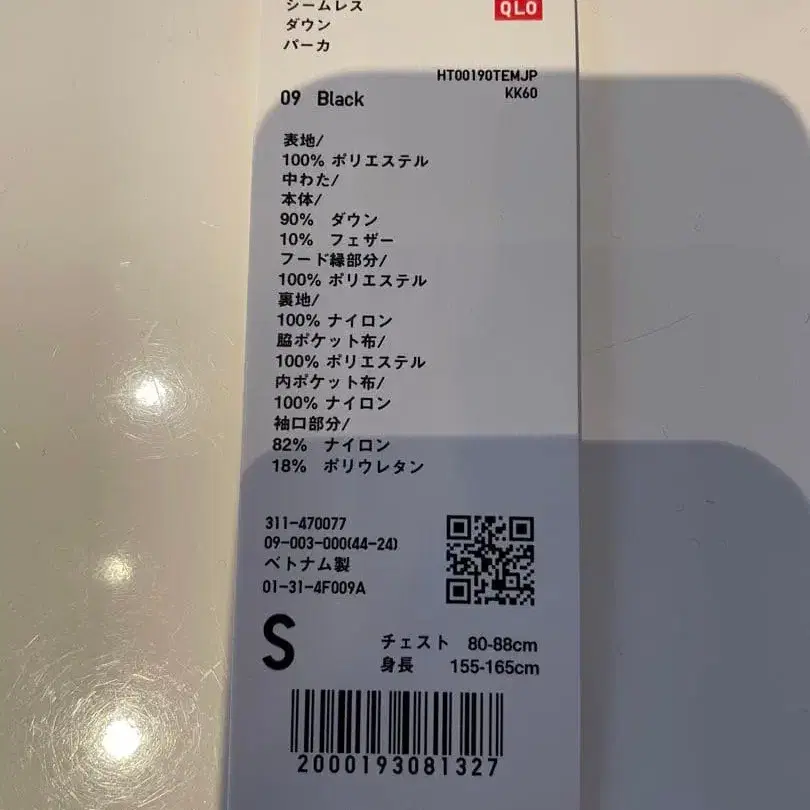 シームレス
QLO
ダウン
パーカ
HT00190TEMJP
09 Black
KK60
表地/
100% ポリエステル
中わた/
本体/
90% ダウン
10% フェザー
フード縁部分/
100% ポリエステル
裏地/
100% ナイロン
脇ポケット布/
100% ポリエステル
内ポケット布/
100% ナイロン
袖口部分/
82% ナイロン
18% ポリウレタン
311-470077
09-003-000(44-24)
ベトナム製
01-31-4F009A
S
チェスト 80-88cm
身長 155-165cm
2000193081327